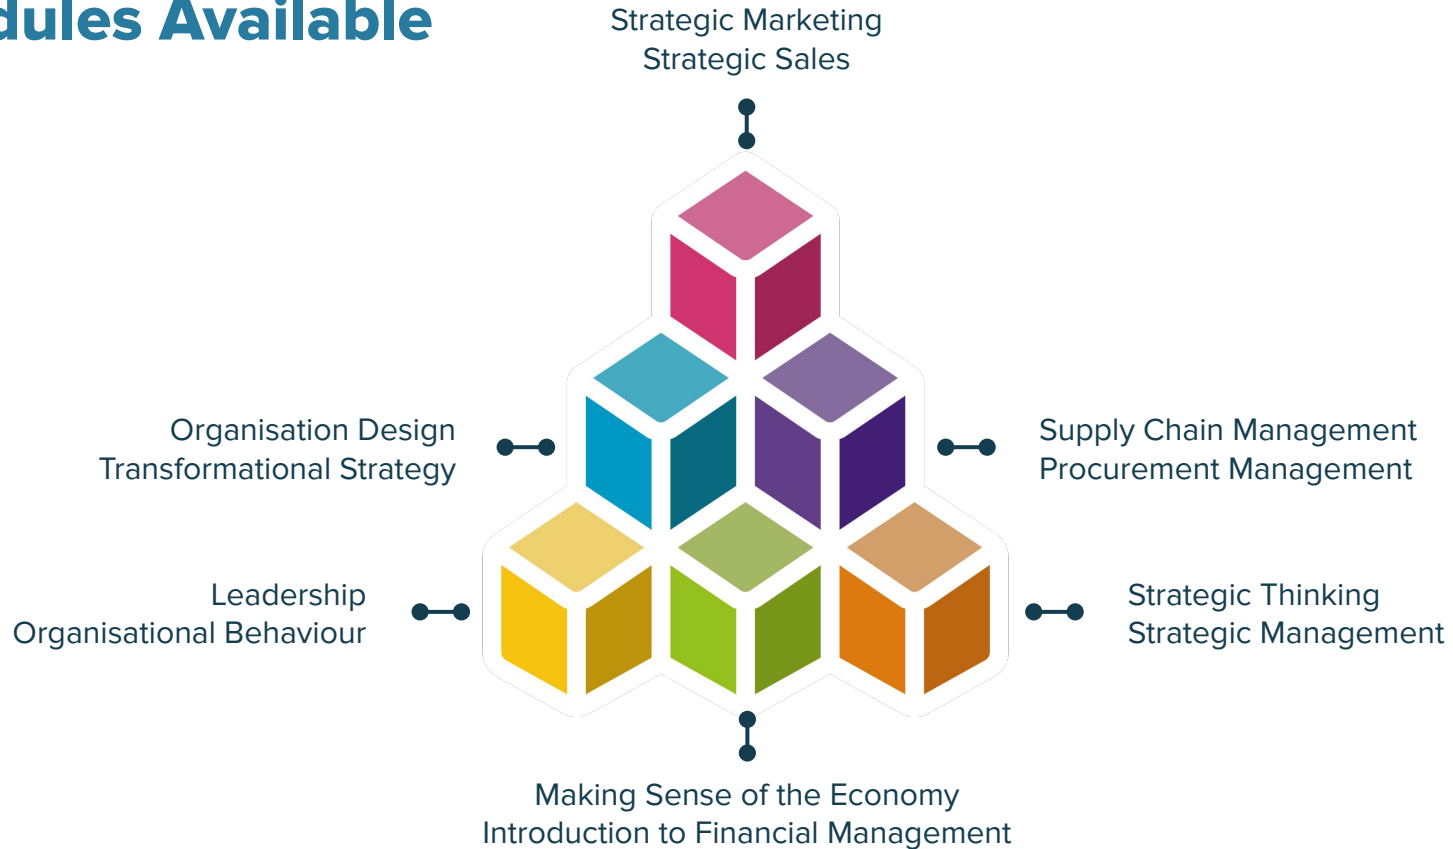 dules Available
Strategic Marketing
Strategic Sales
Organisation Design
Transformational Strategy
Supply Chain Management
Procurement Management
Leadership
Organisational Behaviour
Strategic Thinking
Strategic Management
Making Sense of the Economy
Introduction to Financial Management